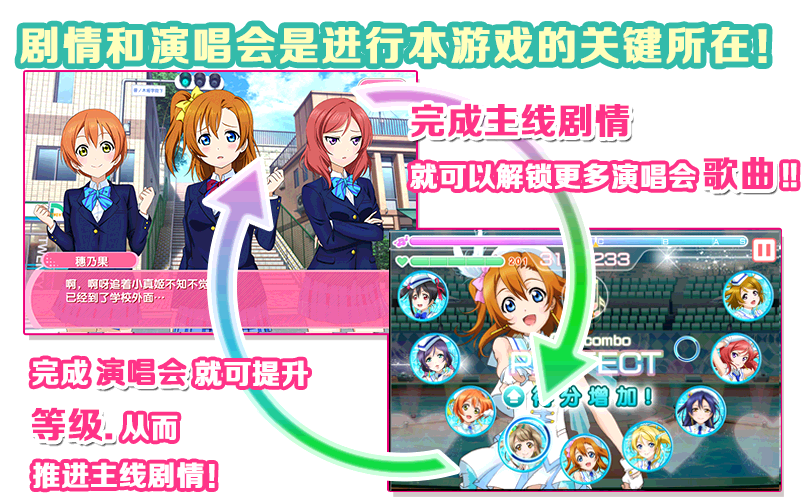 剧情和演唱会是进行本游戏的关键所在!
完成主线剧情
就可以解锁更多演唱会 歌曲 !!
穗乃果
啊，啊呀追着小真姬不知不觉
已经到了学校外面…
201
combo
分增加!
完成 演唱会 就可提升
等级. 从而
推进主线剧情!